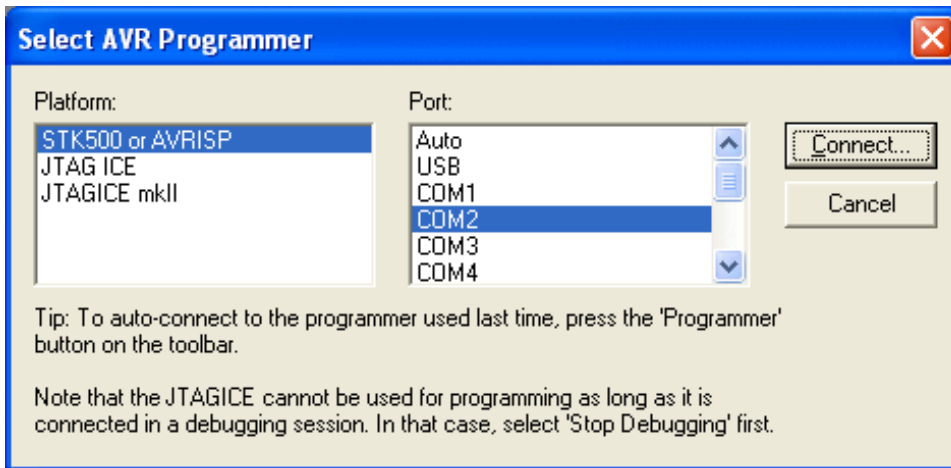 Select AVR Programmer
Platform:
STK500 or AVRISP
JTAG ICE
JTAGICE mkII
Port:
Auto
USB
COM1
COM2
COM3
COM4
Connect...
Cancel
Tip: To auto-connect to the programmer used last time, press the 'Programmer'
button on the toolbar.
Note that the JTAGICE cannot be used for programming as long as it is
connected in a debugging session. In that case, select 'Stop Debugging' first.